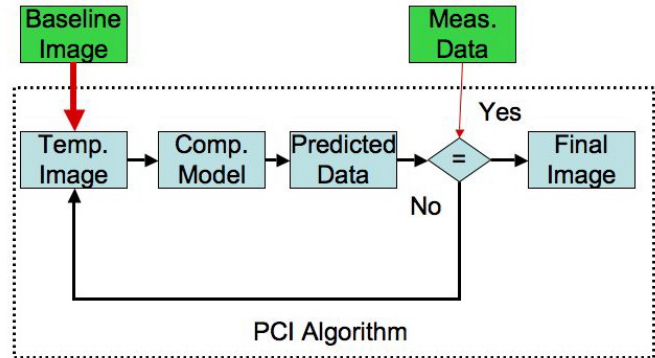 Baseline
Image
Meas.
Data
Yes
Temp.
Image
Comp.
Model
Predicted
Data
=
Final
Image
No
PCI Algorithm